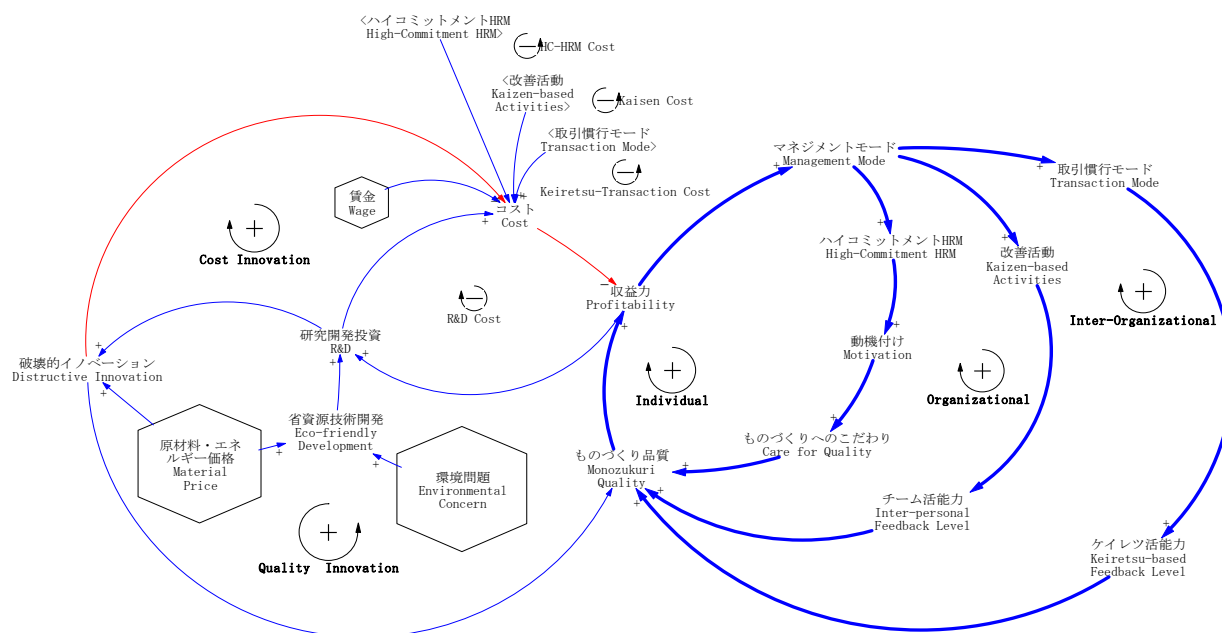 <ハイコミットメントHRM
High-Commitment HRM>
HC-HRM Cost
<改善活動
Kaizen-based
Activities>
Kaisen Cost
<取引慣行モード
Transaction Mode>
Keiretsu-Transaction Cost
賃金
Wage
コスト
Cost
Cost Innovation
マネジメントモード
Management Mode
取引慣行モード
Transaction Mode
ハイコミットメントHRM
High-Commitment HRM
改善活動
Kaizen-based
Activities
Inter-Organizational
収益力
Profitability
R&D Cost
研究開発投資
R&D
破壊的イノベーション
Distructive Innovation
動機付け
Motivation
Individual
Organizational
省資源技術開発
Eco-friendly
Development
原材料・エネ
ルギー価格
Material
Price
環境問題
Environmental
Concern
ものづくりへのこだわり
Care for Quality
ものづくり品質
Monozukuri
Quality
チーム活能力
Inter-personal
Feedback Level
ケイレツ活能力
Keiretsu-based
Feedback Level
Quality Innovation